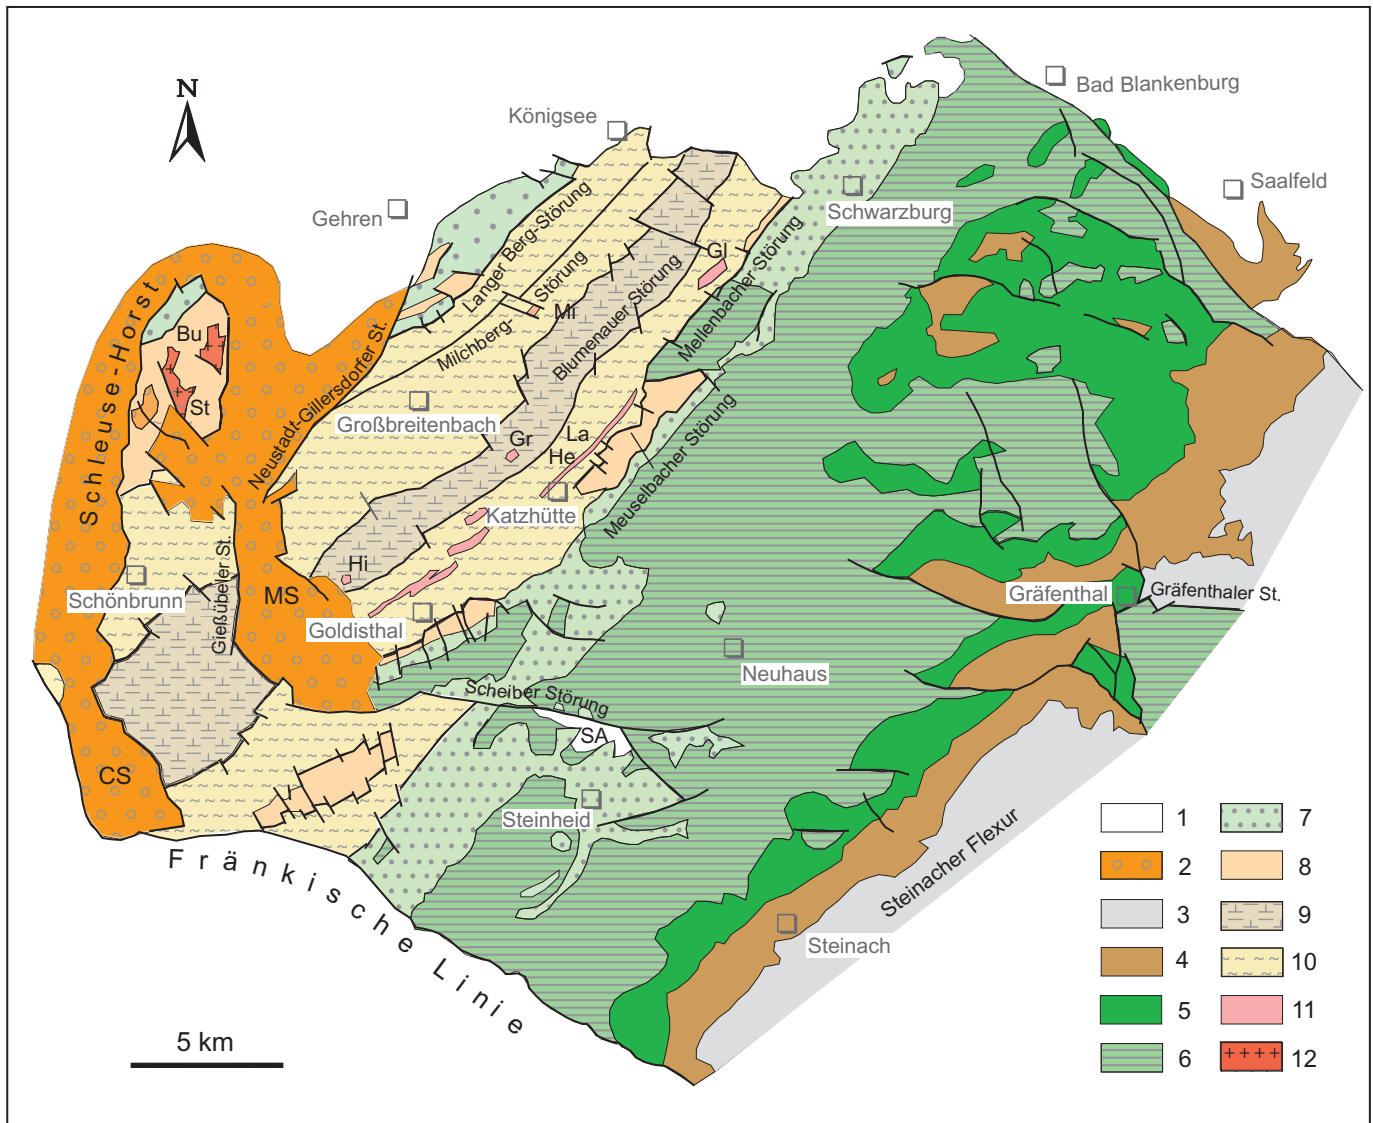 N
Königsee
Bad Blankenburg
Saalfeld
Gehren
Schwarzburg
Langer Berg-Störung
Milchberg-
Störung
Gl
Mi
Blumenauer Störung
Mellenbacher Störung
Schleuse-Horst
Bu
St
Neustadt-Gillersdorfer St.
Großbreitenbach
Gr
La
He
Katzhütte
Meuselbacher Störung
Hi
Schönbrunn
Gießübeler St.
MS
Goldisthal
Gräfenthal
Gräfenthaler St.
Neuhaus
Scheiber Störung
SA
CS
Steinheid
Steinach
Steinacher Flexur
Fränkische Linie
5 km
1
2
3
4
5
6
7
8
9
10
11
12